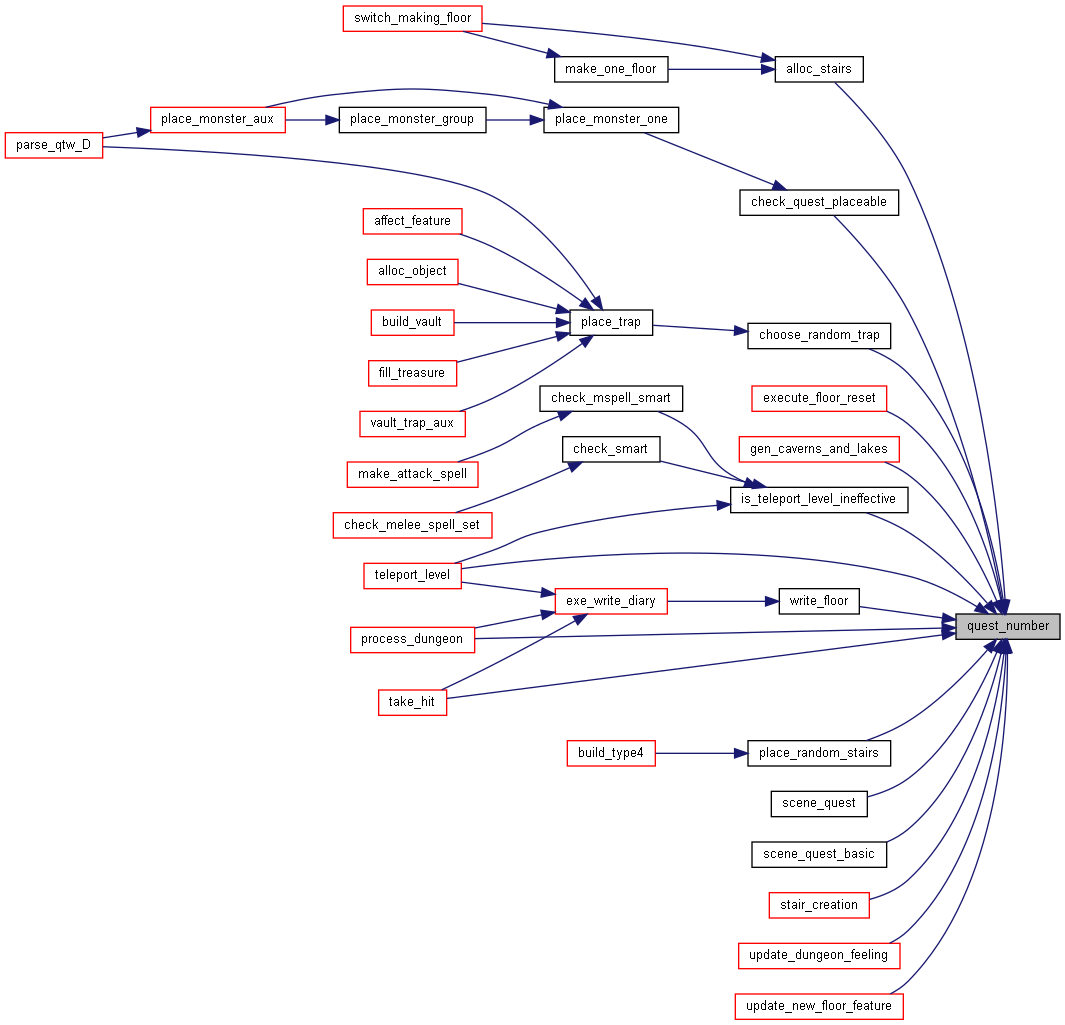 switch_making_floor
make_one_floor
alloc_stairs
place_monster_aux
place_monster_group
place_monster_one
parse_qtw_D
check_quest_placeable
affect_feature
alloc_object
build_vault
place_trap
choose_random_trap
fill_treasure
check_mspell_smart
execute_floor_reset
vault_trap_aux
check_smart
gen_caverns_and_lakes
make_attack_spell
is_teleport_level_ineffective
check_melee_spell_set
teleport_level
exe_write_diary
write_floor
quest_number
process_dungeon
take_hit
build_type4
place_random_stairs
scene_quest
scene_quest_basic
stair_creation
update_dungeon_feeling
update_new_floor_feature